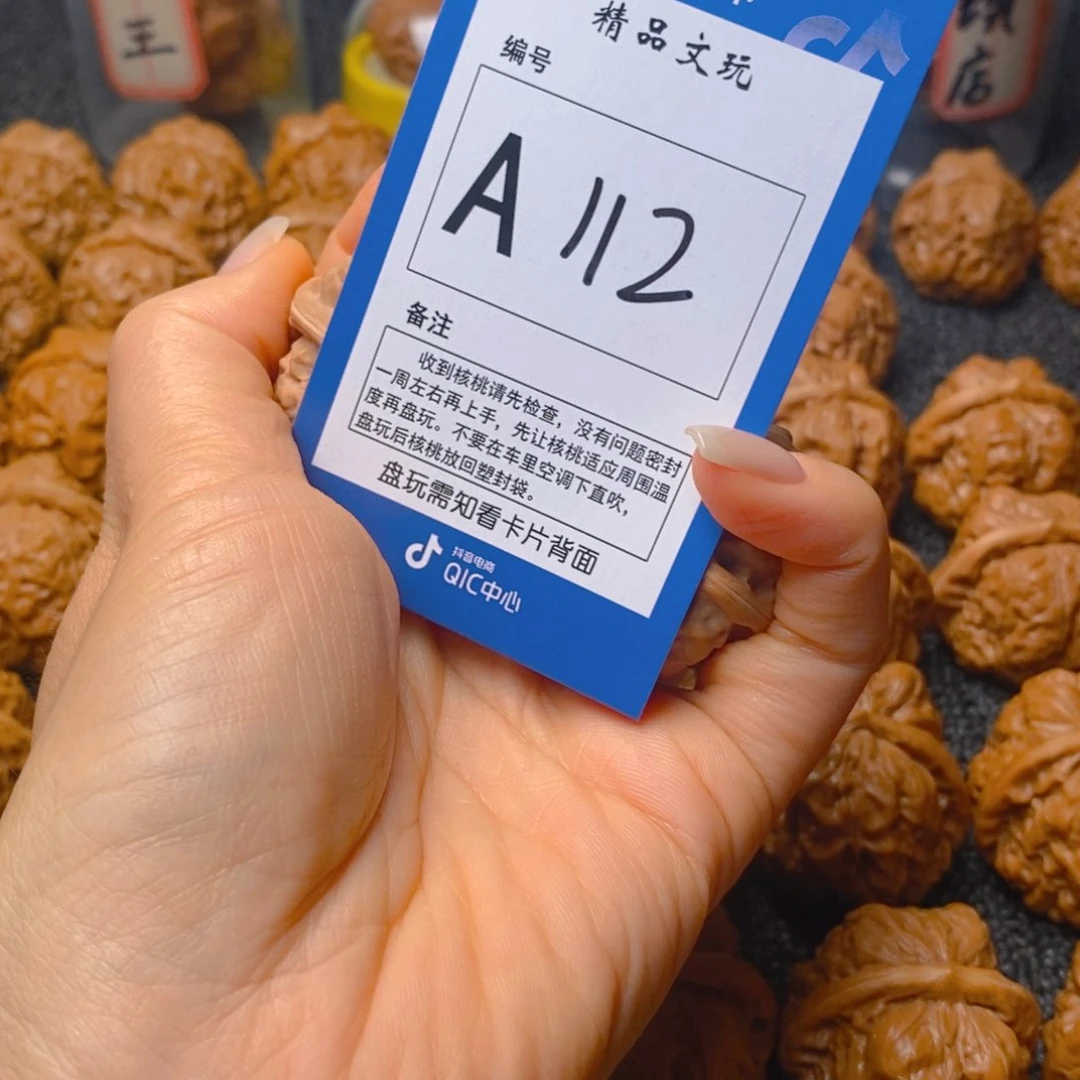 王
店
精品文玩
编号
A 112
备注
收到核桃请先检查，没有问题密封
一周左右再上手，先让核桃适应周围温
度再盘玩。不要在车里空调下直吹，
盘玩后核桃放回塑封袋。
盘玩需知看卡片背面
抖音电商
QIC中心